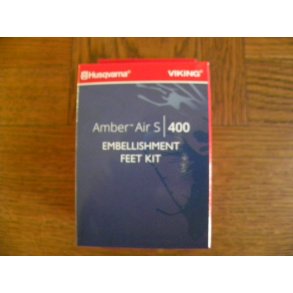 Husqvarna® VIKING®
Amber™ Air S | 400
EMBELLISHMENT
FEET KIT